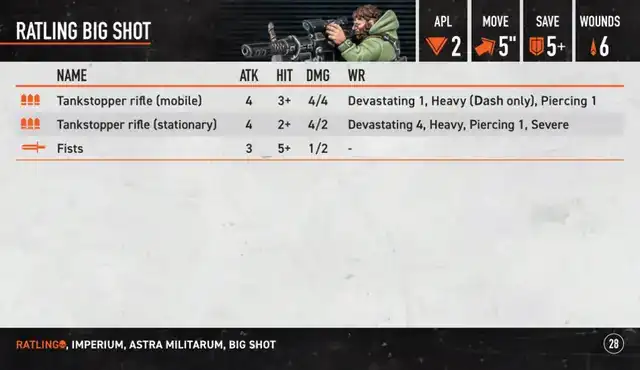 RATLING BIG SHOT
APL MOVE SAVE WOUNDS
2 5" 5+ 6
NAME ATK HIT DMG WR
Tankstopper rifle (mobile) 4 3+ 4/4 Devastating 1, Heavy (Dash only), Piercing 1
Tankstopper rifle (stationary) 4 2+ 4/2 Devastating 4, Heavy, Piercing 1, Severe
Fists 3 5+ 1/2 -
RATLING, IMPERIUM, ASTRA MILITARUM, BIG SHOT
28